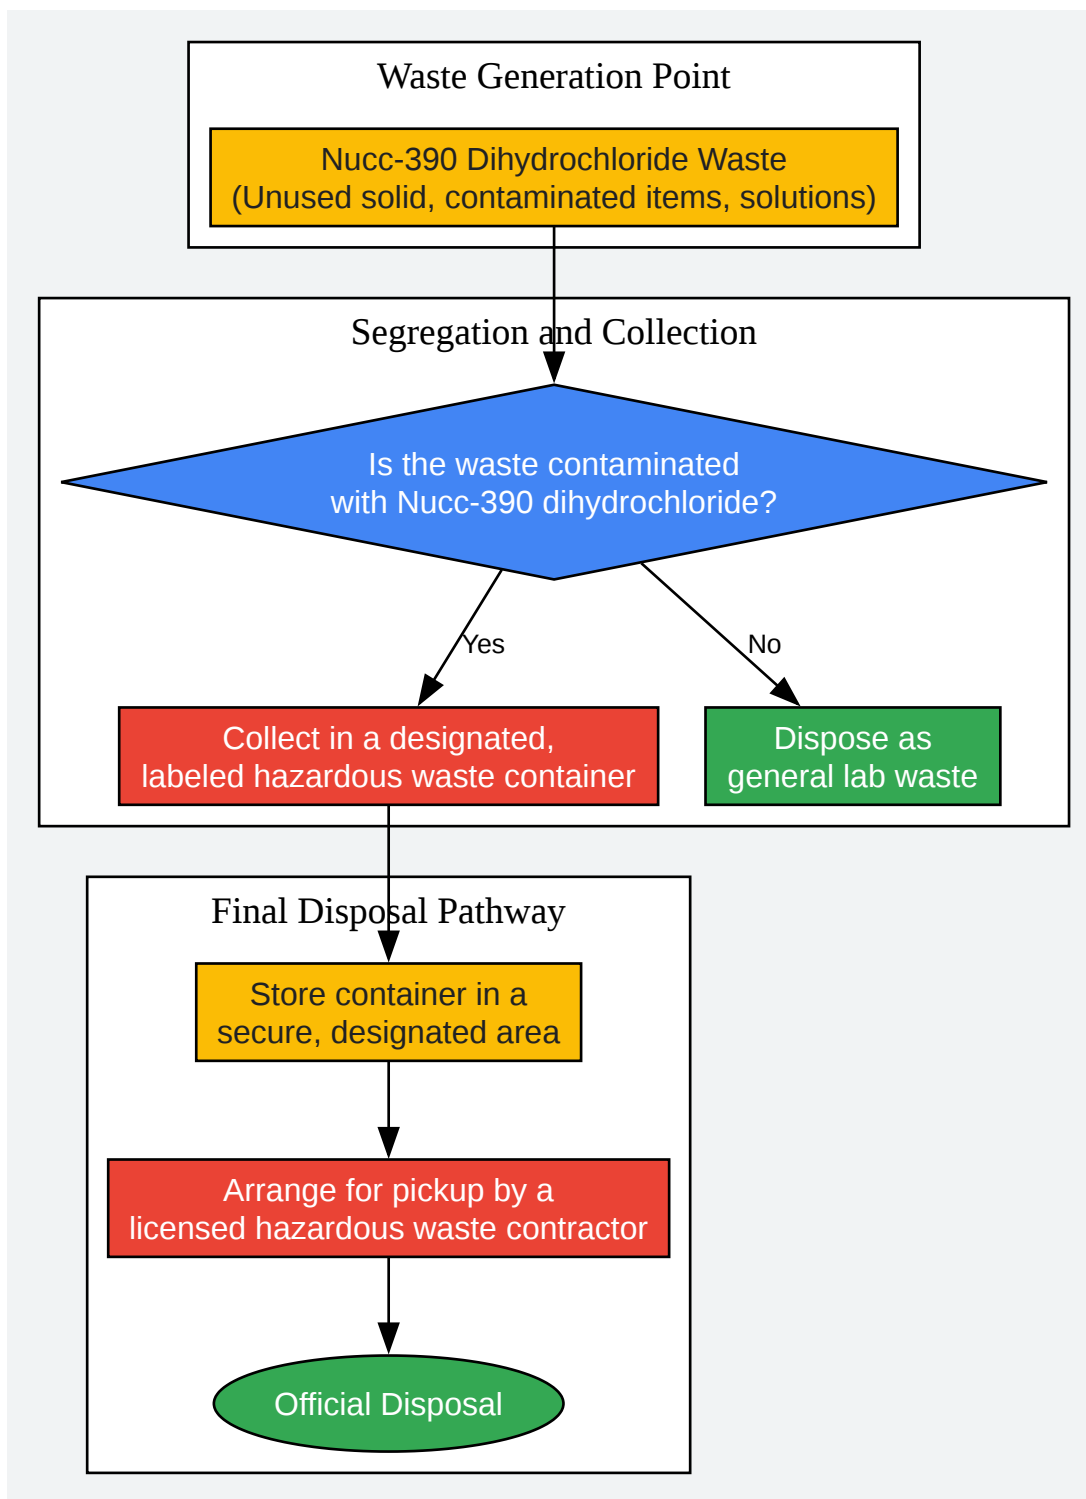 Waste Generation Point
Nucc-390 Dihydrochloride Waste
(Unused solid, contaminated items, solutions)
Segregation and Collection
Is the waste contaminated
with Nucc-390 dihydrochloride?
Yes
No
Collect in a designated,
labeled hazardous waste container
Dispose as
general lab waste
Final Disposal Pathway
Store container in a
secure, designated area
Arrange for pickup by a
licensed hazardous waste contractor
Official Disposal